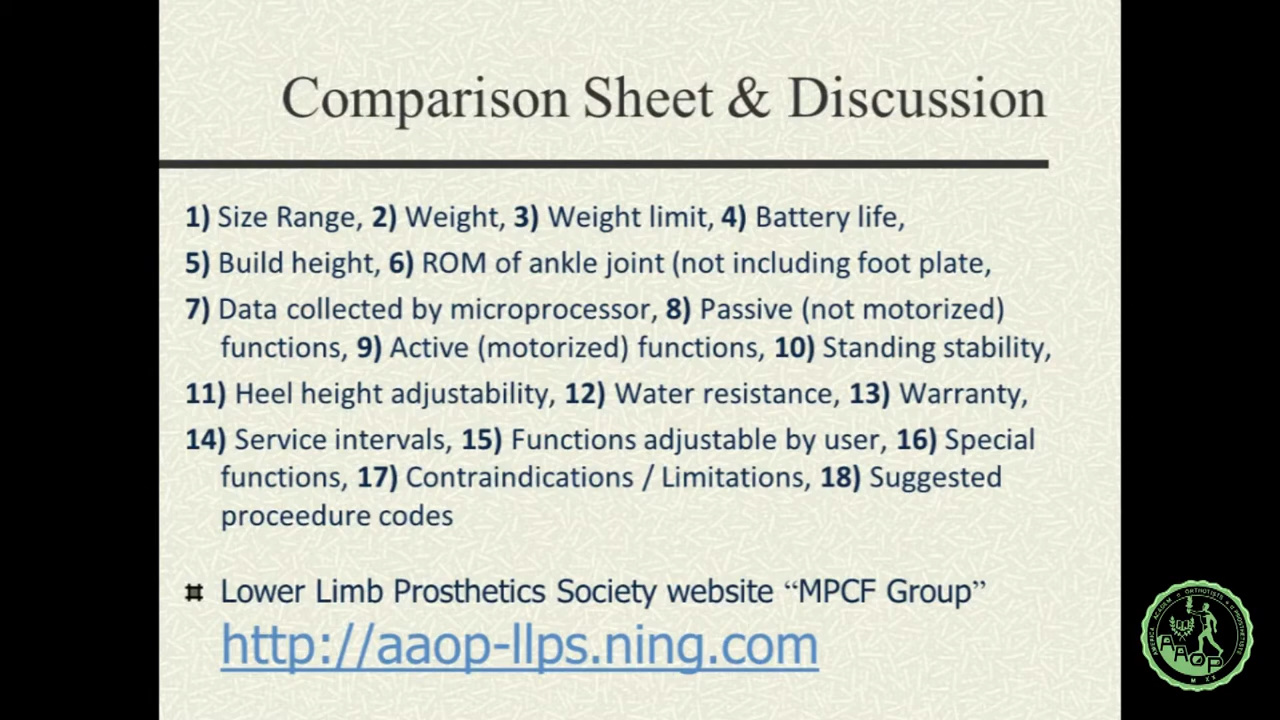 Comparison Sheet & Discussion
1) Size Range, 2) Weight, 3) Weight limit, 4) Battery life,
5) Build height, 6) ROM of ankle joint (not including foot plate,
7) Data collected by microprocessor, 8) Passive (not motorized)
functions, 9) Active (motorized) functions, 10) Standing stability,
11) Heel height adjustability, 12) Water resistance, 13) Warranty,
14) Service intervals, 15) Functions adjustable by user, 16) Special
functions, 17) Contraindications / Limitations, 18) Suggested
proceedure codes
Lower Limb Prosthetics Society website “MPCF Group”
http://aaop-llps.ning.com
AAOP